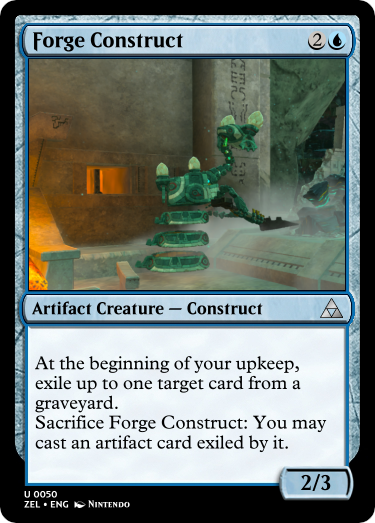 Forge Construct 2
Artifact Creature — Construct
At the beginning of your upkeep,
exile up to one target card from a
graveyard.
Sacrifice Forge Construct: You may
cast an artifact card exiled by it.
2/3
U 0050
ZEL • ENG Nintendo